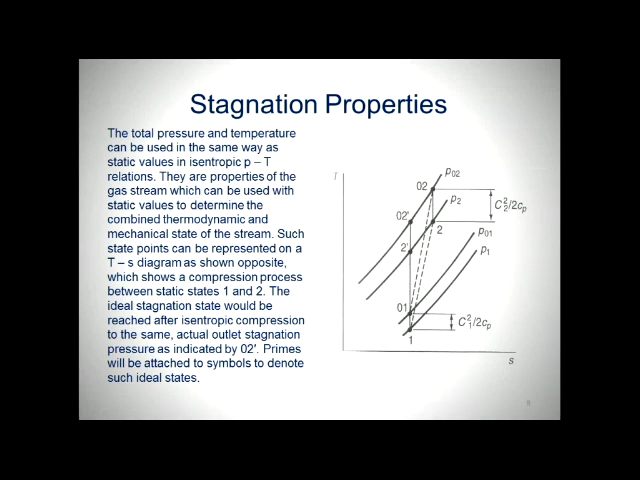 Stagnation Properties
The total pressure and temperature
can be used in the same way as
static values in isentropic p – T
relations. They are properties of the
gas stream which can be used with
static values to determine the
combined thermodynamic and
mechanical state of the stream. Such
state points can be represented on a
T – s diagram as shown opposite,
which shows a compression process
between static states 1 and 2. The
ideal stagnation state would be
reached after isentropic compression
to the same, actual outlet stagnation
pressure as indicated by 02'. Primes
will be attached to symbols to denote
such ideal states.
T
p02
02
p2
C₂²/2cp
02'
2
p01
2'
p1
01
C₁²/2cp
1
s
8